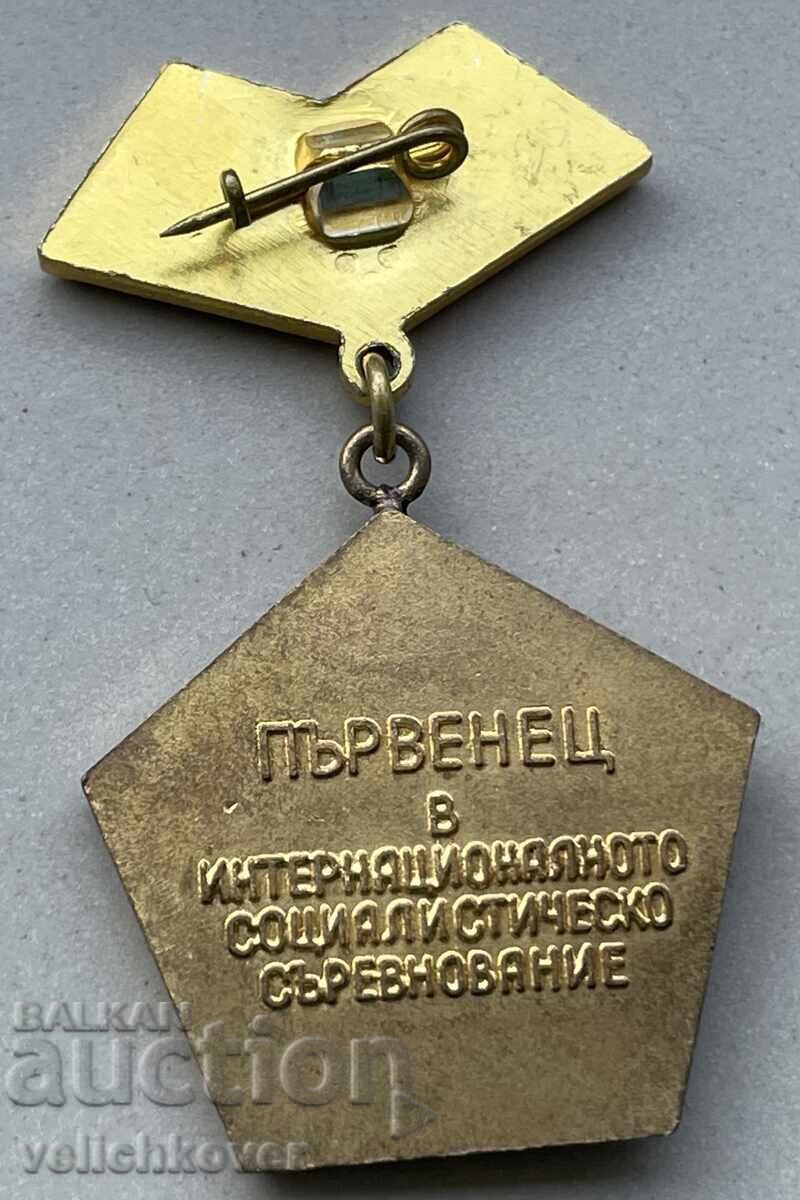 ПЪРВЕНЕЦ
В
ИНТЕРНАЦИОНАЛНОТО
СОЦИАЛИСТИЧЕСКО
СЪРЕВНОВАНИЕ
BALKAN
auction
velichkover